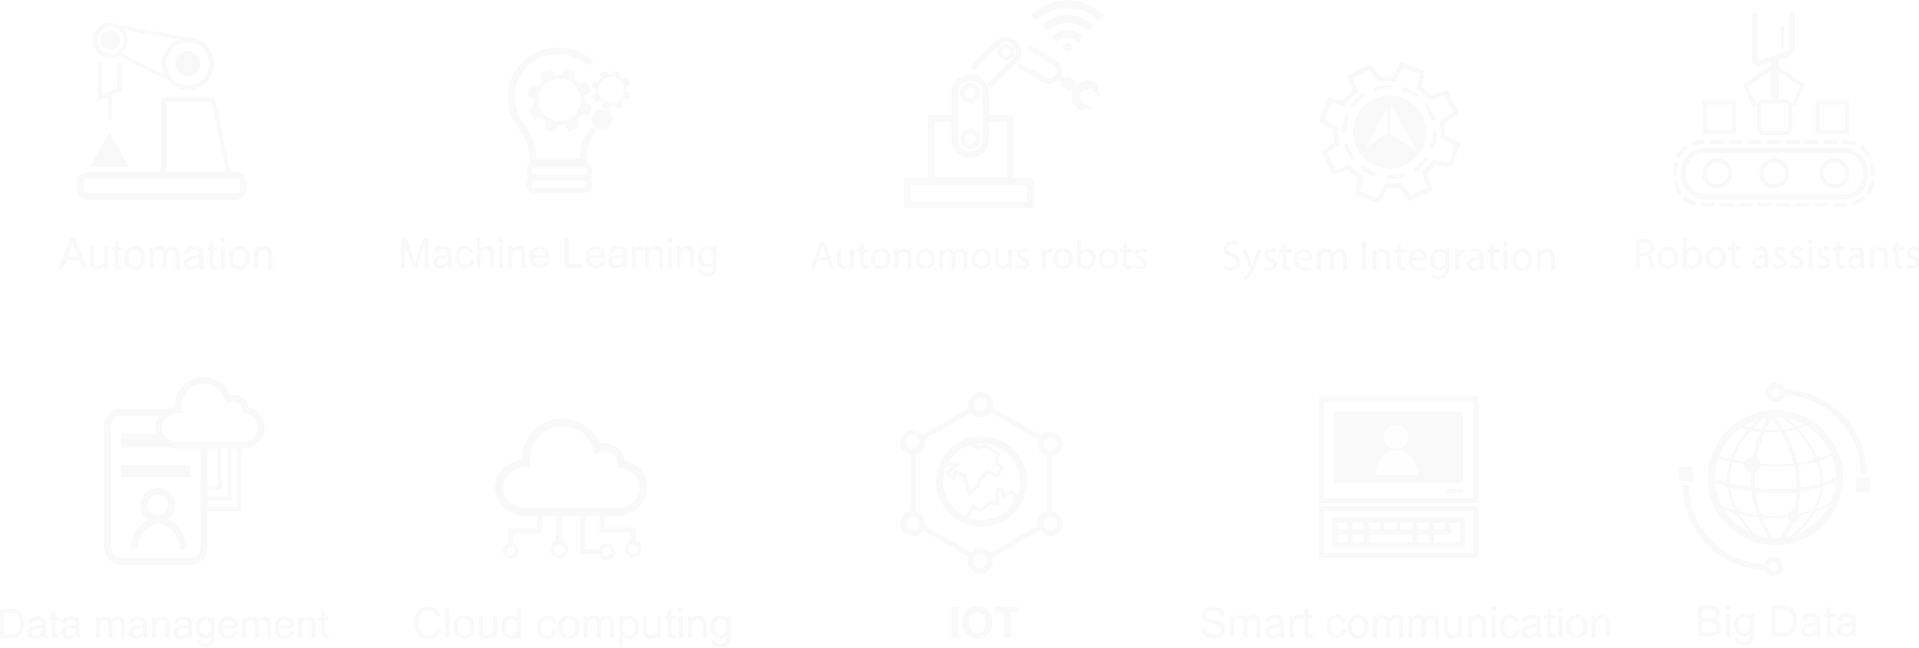 Automation
Machine Learning
Autonomous robots
System Integration
Robot assistants
Data management
Cloud computing
IOT
Smart communication
Big Data